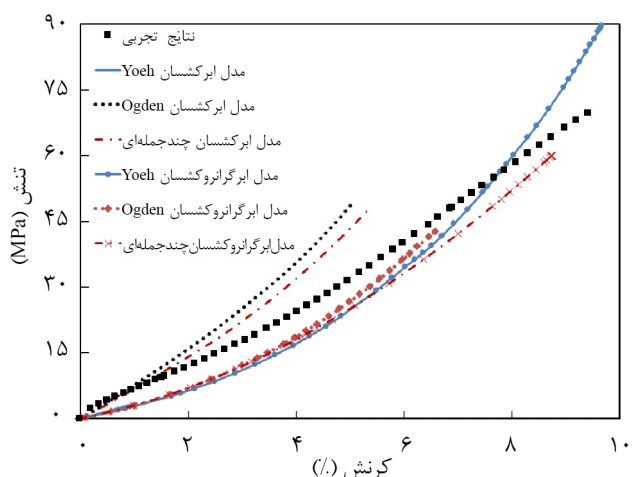 ۹۰
۷۵
۶۰
۴۵
۳۰
۱۵
۰
تنش (MPa)
نتایج تجربی
مدل ابرکشسان Yoeh
مدل ابرکشسان Ogden
مدل ابرکشسان چندجمله‌ای
مدل ابرگرانروکشسان Yoeh
مدل ابرگرانروکشسان Ogden
مدل‌ابرگرانروکشسان‌چندجمله‌ای
۰ ۲ ۴ ۶ ۸ ۱۰
کرنش (٪)